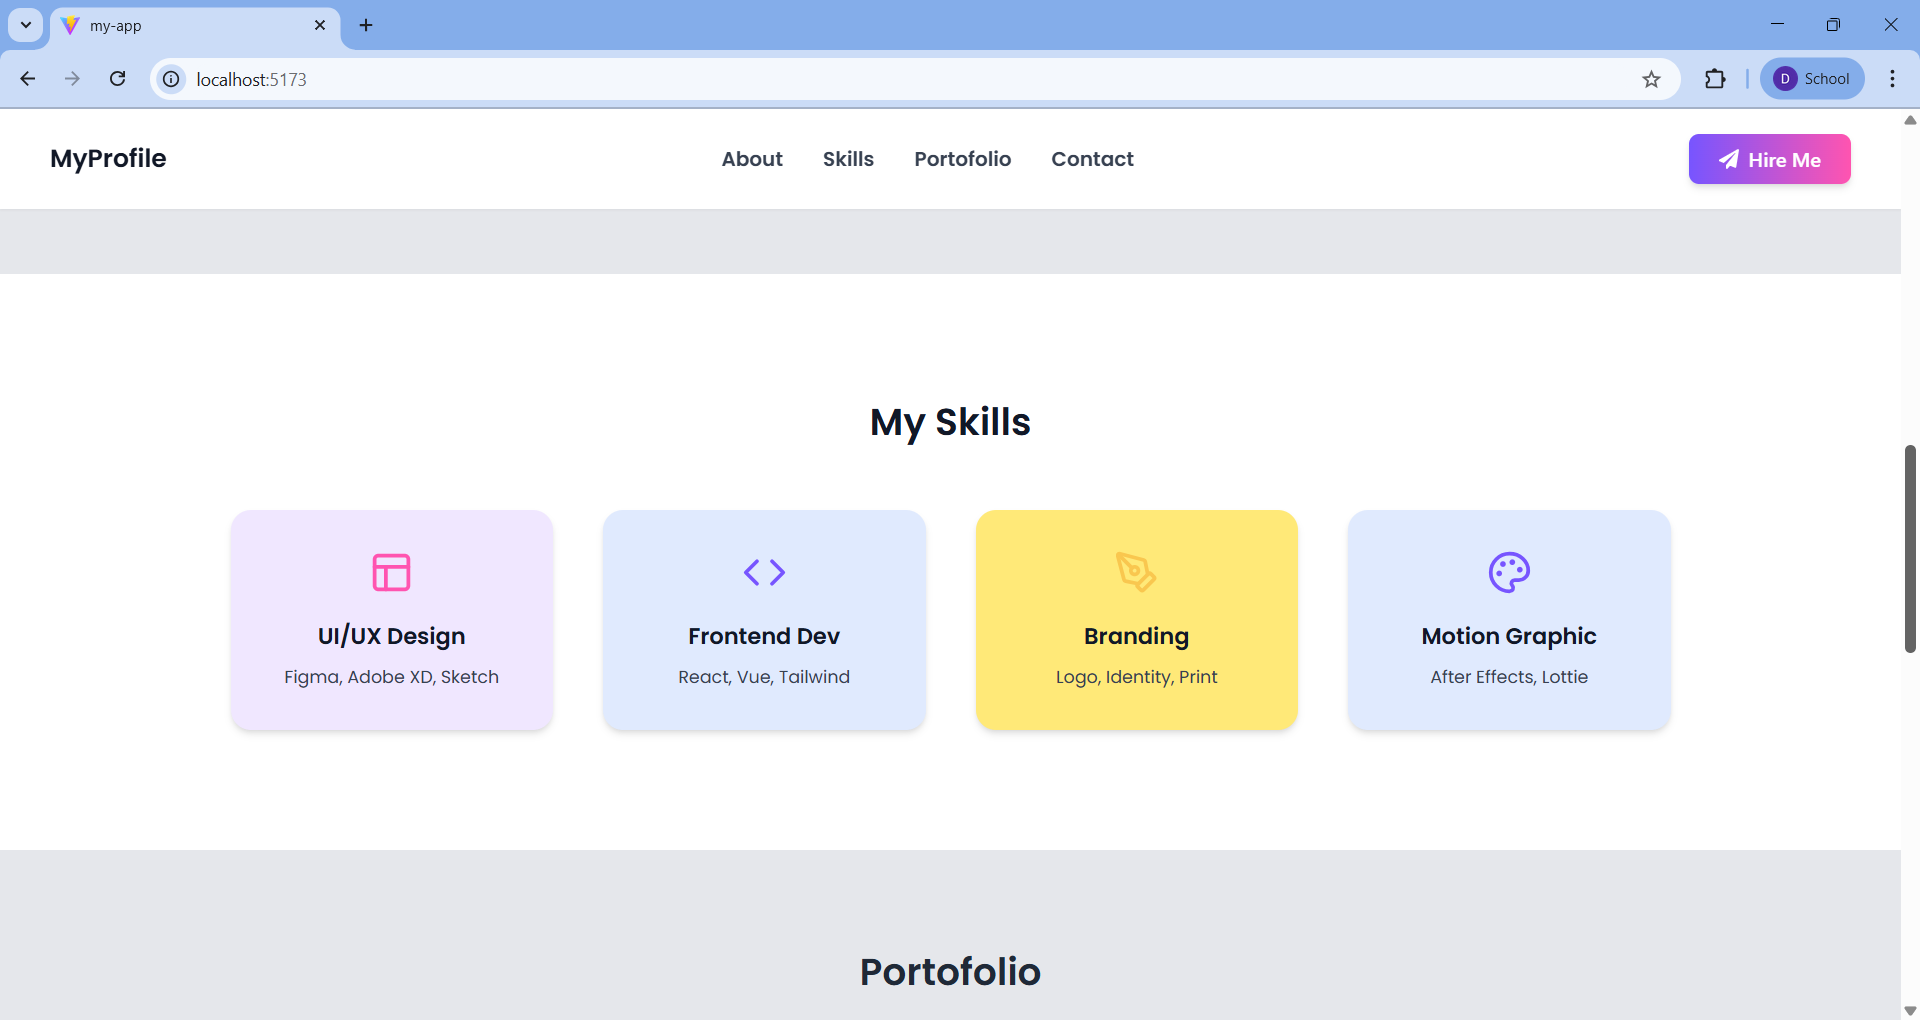 my-app
localhost:5173
D School
MyProfile
About Skills Portofolio Contact
Hire Me
My Skills
UI/UX Design
Figma, Adobe XD, Sketch
Frontend Dev
React, Vue, Tailwind
Branding
Logo, Identity, Print
Motion Graphic
After Effects, Lottie
Portofolio